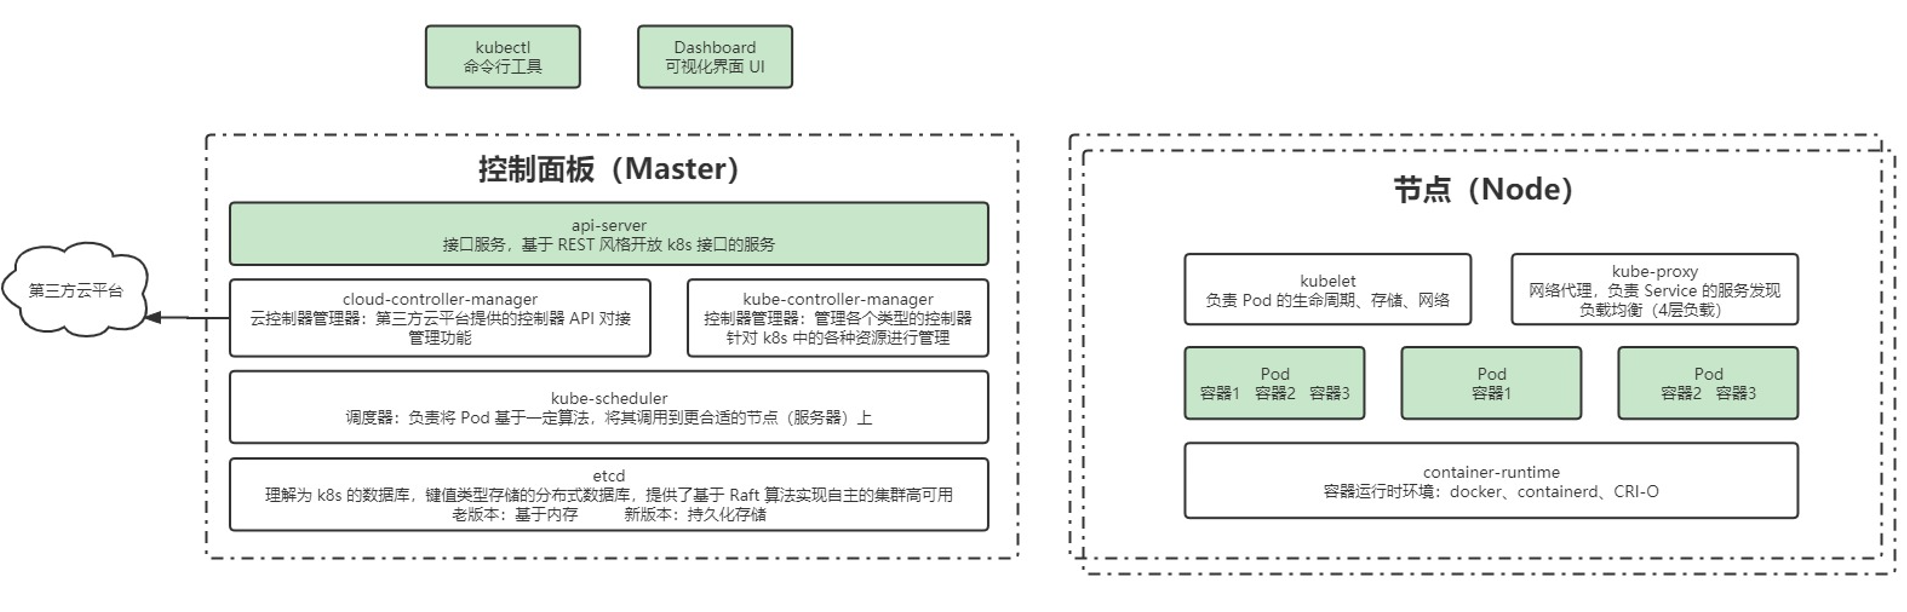 kubectl
命令行工具
Dashboard
可视化界面 UI
控制面板（Master）
api-server
接口服务，基于 REST 风格开放 k8s 接口的服务
第三方云平台
cloud-controller-manager
云控制器管理器：第三方云平台提供的控制器 API 对接
管理功能
kube-controller-manager
控制器管理器：管理各个类型的控制器
针对 k8s 中的各种资源进行管理
kube-scheduler
调度器：负责将 Pod 基于一定算法，将其调用到更合适的节点（服务器）上
etcd
理解为 k8s 的数据库，键值类型存储的分布式数据库，提供了基于 Raft 算法实现自主的集群高可用
老版本：基于内存 新版本：持久化存储
节点（Node）
kubelet
负责 Pod 的生命周期、存储、网络
kube-proxy
网络代理，负责 Service 的服务发现
负载均衡（4层负载）
Pod
容器1 容器2 容器3
Pod
容器1
Pod
容器2 容器3
container-runtime
容器运行时环境：docker、containerd、CRI-O